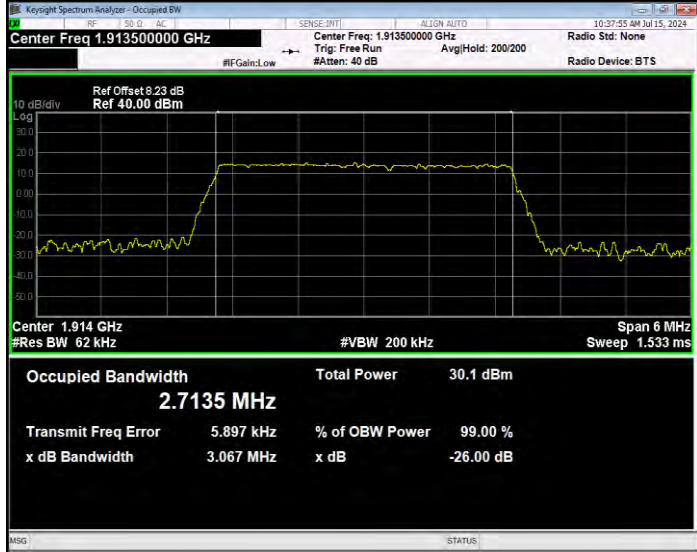 Keysight Spectrum Analyzer - Occupied BW
RF 50 Ω AC SENSE:INT ALIGN AUTO 10:37:55 AM Jul 15, 2024
Center Freq 1.913500000 GHz Center Freq: 1.913500000 GHz Radio Std: None
Trig: Free Run Avg|Hold: 200/200
#IFGain:Low #Atten: 40 dB Radio Device: BTS
Ref Offset 8.23 dB
10 dB/div Ref 40.00 dBm
Log
30.0
20.0
10.0
0.00
-10.0
-20.0
-30.0
-40.0
-50.0
Center 1.914 GHz Span 6 MHz
#Res BW 62 kHz #VBW 200 kHz Sweep 1.533 ms
Occupied Bandwidth Total Power 30.1 dBm
2.7135 MHz
Transmit Freq Error 5.897 kHz % of OBW Power 99.00 %
x dB Bandwidth 3.067 MHz x dB -26.00 dB
MSG STATUS